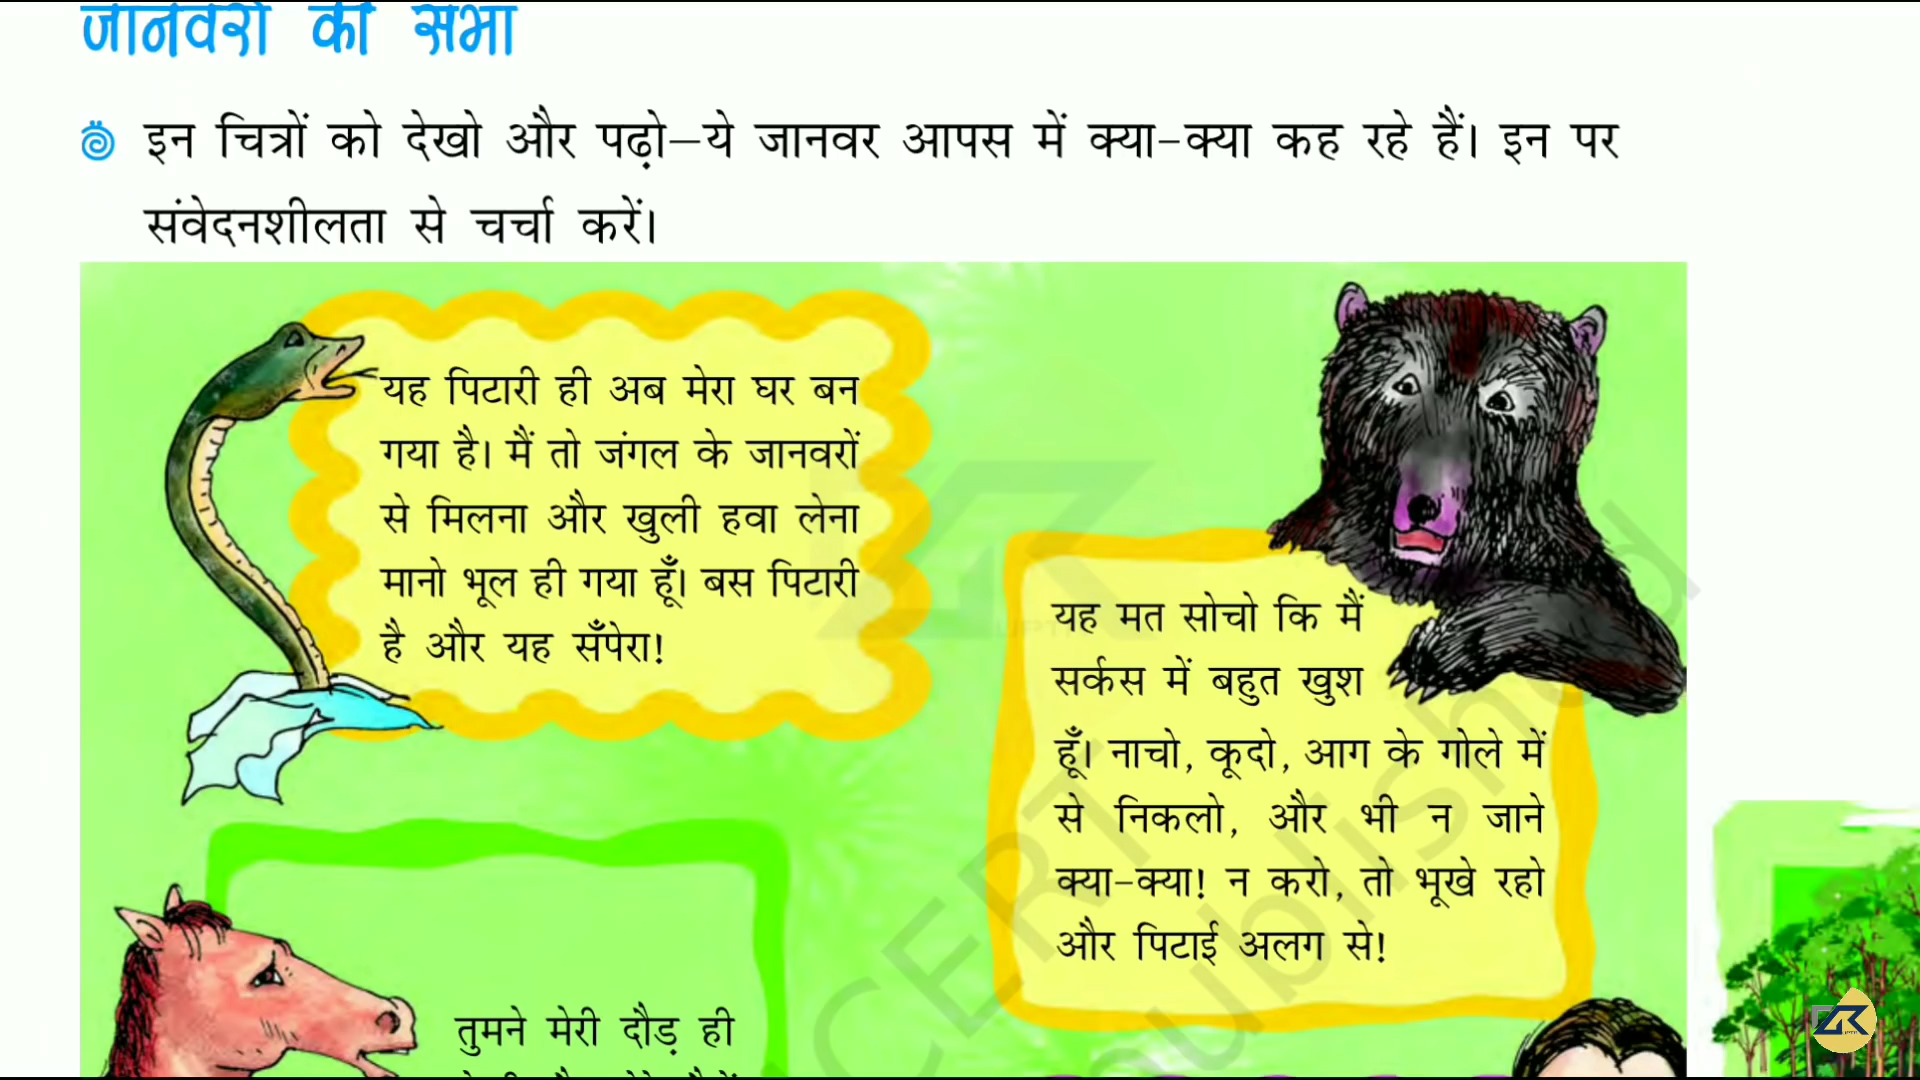 जानवरों की सभा
इन चित्रों को देखो और पढ़ो—ये जानवर आपस में क्या-क्या कह रहे हैं। इन पर
संवेदनशीलता से चर्चा करें।
यह पिटारी ही अब मेरा घर बन
गया है। मैं तो जंगल के जानवरों
से मिलना और खुली हवा लेना
मानो भूल ही गया हूँ। बस पिटारी
है और यह सँपेरा!
यह मत सोचो कि मैं
सर्कस में बहुत खुश
हूँ। नाचो, कूदो, आग के गोले में
से निकलो, और भी न जाने
क्या-क्या! न करो, तो भूखे रहो
और पिटाई अलग से!
तुमने मेरी दौड़ ही